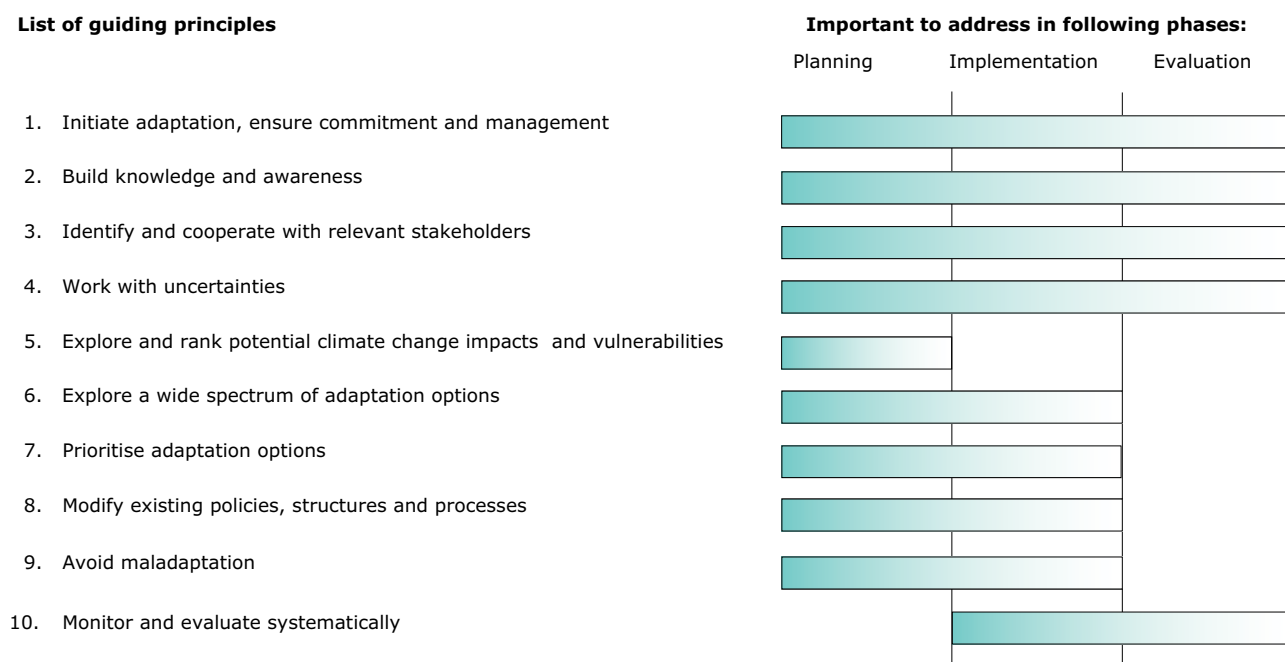 List of guiding principles
Important to address in following phases:
Planning Implementation Evaluation
1. Initiate adaptation, ensure commitment and management
2. Build knowledge and awareness
3. Identify and cooperate with relevant stakeholders
4. Work with uncertainties
5. Explore and rank potential climate change impacts  and vulnerabilities
6. Explore a wide spectrum of adaptation options
7. Prioritise adaptation options
8. Modify existing policies, structures and processes
9. Avoid maladaptation
10. Monitor and evaluate systematically